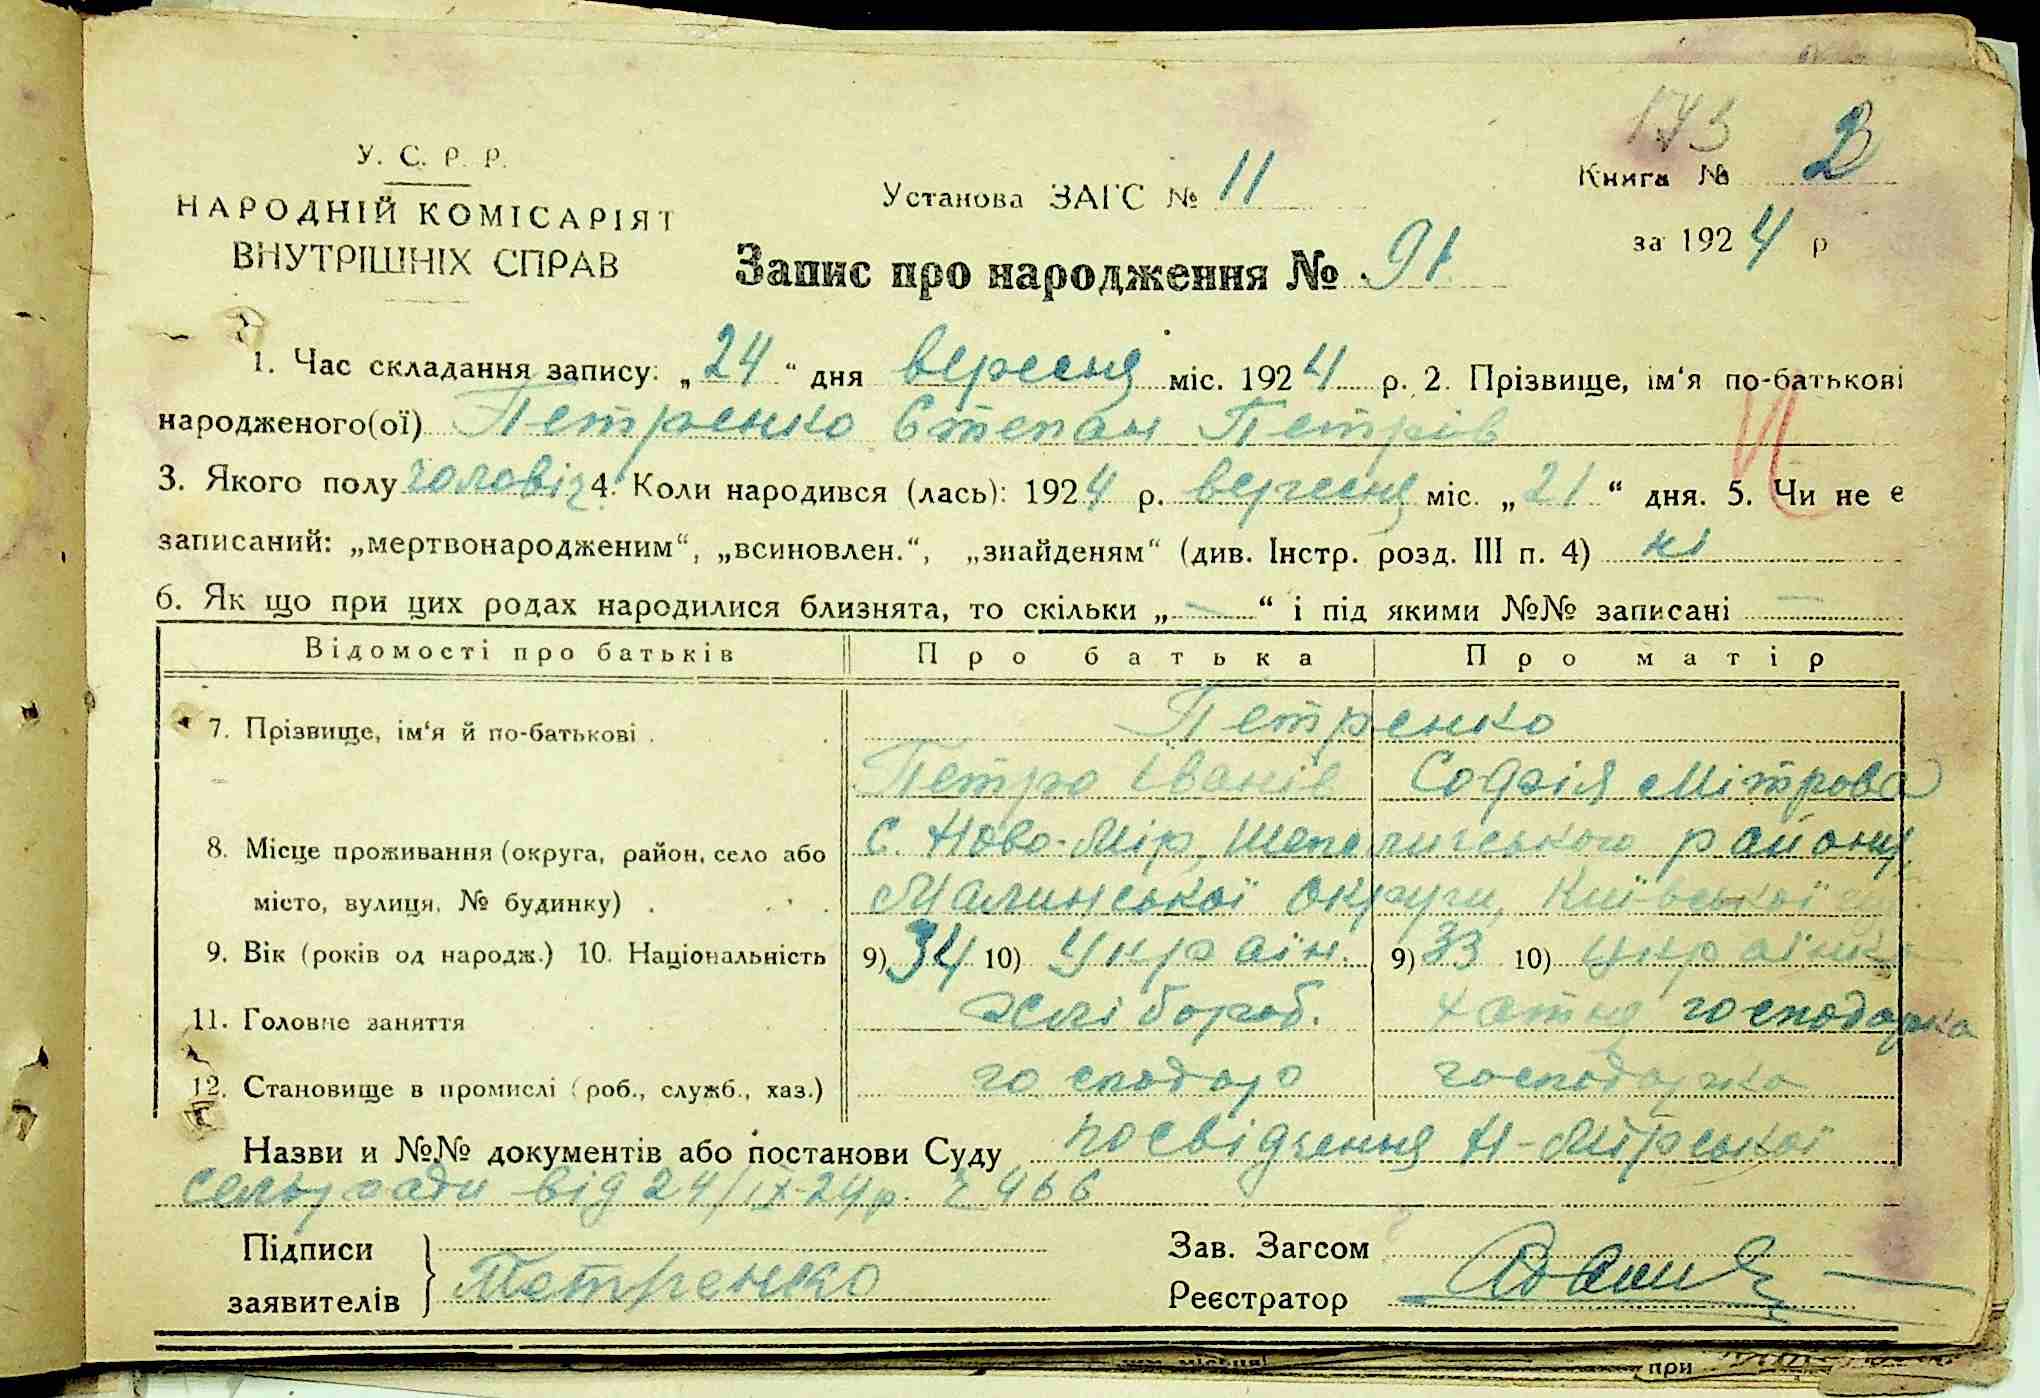 173
У. С. Р. Р.
НАРОДНІЙ КОМІСАРІЯТ
ВНУТРІШНІХ СПРАВ
Установа ЗАГС № 11
Книга № 2
за 1924 р
Запис про народження № 91
1. Час складання запису: „24“ дня вересня міс. 1924 р. 2. Прізвище, ім‘я по-батькові
народженого(ої) Петренко Степан Петрів
3. Якого полу чоловіч. 4. Коли народився (лась): 1924 р. вересня міс. „21“ дня. 5. Чи не є
записаний: „мертвонародженим“, „всиновлен.“, „знайденям“ (див. Інстр. розд. III п. 4) ні
6. Як що при цих родах народилися близнята, то скільки „—“ і під якими №№ записані —
Відомості про батьків Про батька Про матір
7. Прізвище, ім‘я й по-батькові . Петренко
Петро Іванів Софія Мітрова
8. Місце проживання (округа, район, село або с. Ново-Мір, Шепелицького району
місто, вулиця, № будинку) . Малинської округи, Київської
9. Вік (років од народж.) 10. Національність 9) 34 10) Україн. 9) 33 10) Українка
11. Головне заняття хлібороб. хатня господарка
12. Становище в промислі (роб., служб., хаз.) господар господарка
Назви и №№ документів або постанови Суду посвідчення Н-Мірської
сельради від 24/IX-24р. № 466
Підписи
заявителів Петренко
Зав. Загсом
Реєстратор
при